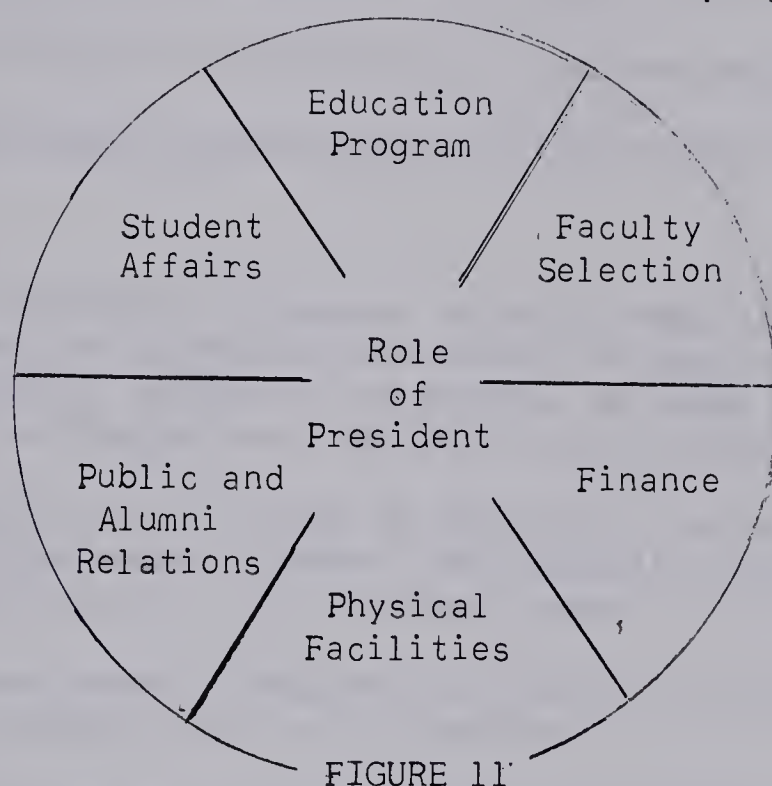 Education
Program
Student
Affairs
Faculty
Selection
Role
of
President
Public and
Alumni
Relations
Finance
Physical
Facilities
FIGURE 11